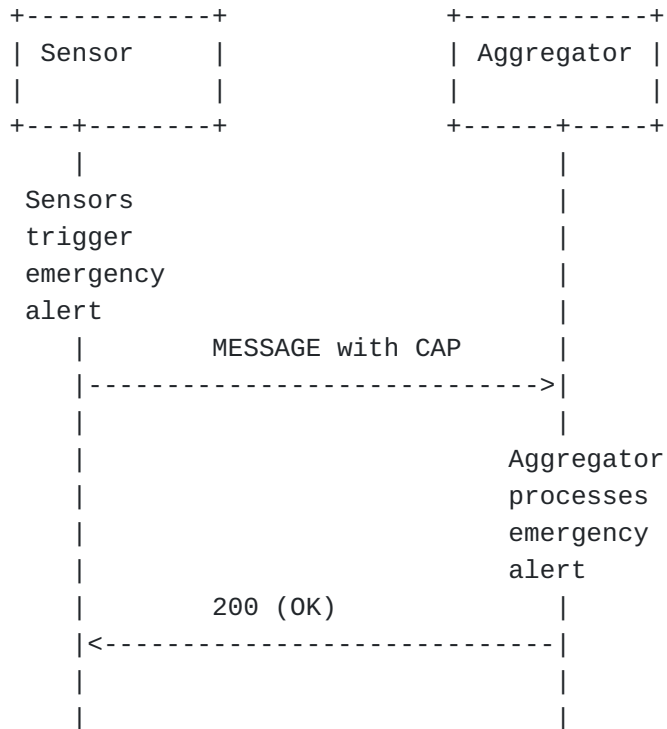 Sensor Aggregator
Sensors
trigger
emergency
alert
MESSAGE with CAP
Aggregator
processes
emergency
alert
200 (OK)